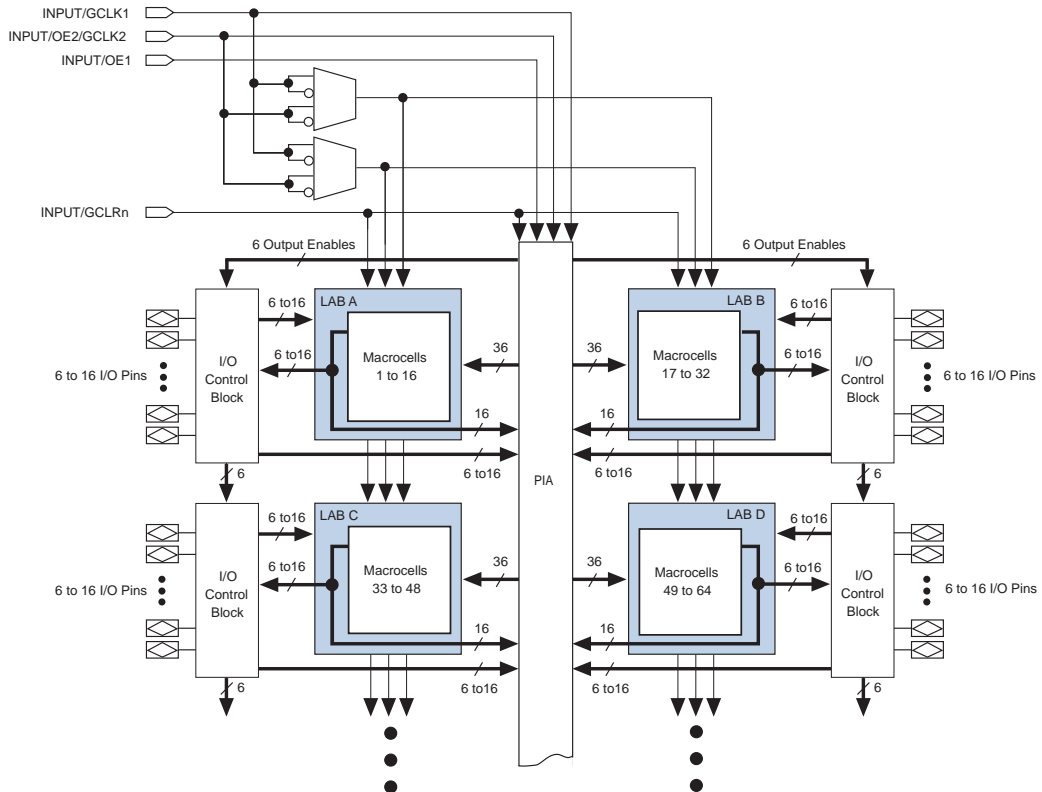 INPUT/GCLK1
INPUT/OE2/GCLK2
INPUT/OE1
INPUT/GCLRn
6 Output Enables
6 Output Enables
LAB A
LAB B
6 to16
6 to16
6 to16
6 to16
36
36
Macrocells
1 to 16
Macrocells
17 to 32
I/O
Control
Block
I/O
Control
Block
6 to 16 I/O Pins
6 to 16 I/O Pins
16
16
6 to16
6 to16
PIA
6
6
LAB C
LAB D
6 to16
6 to16
6 to16
6 to16
36
36
Macrocells
33 to 48
Macrocells
49 to 64
I/O
Control
Block
I/O
Control
Block
6 to 16 I/O Pins
6 to 16 I/O Pins
16
16
6 to16
6 to16
6
6